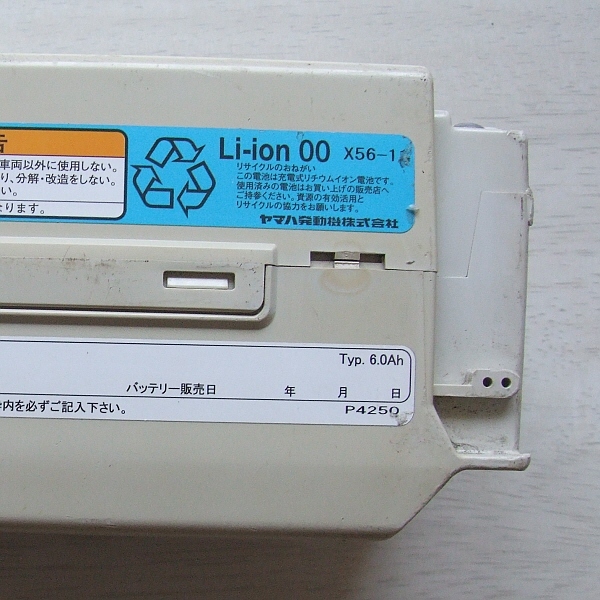 告
車両以外に使用しない。
り、分解・改造をしない。
い。
なります。
Li-ion 00 X56-1
リサイクルのおねがい
この電池は充電式リチウムイオン電池です。
使用済みの電池はお買い上げの販売店へ
ご持参ください。資源の有効活用と
リサイクルの協力をお願いします。
ヤマハ発動機株式会社
Typ. 6.0Ah
バッテリー販売日 年 月 日
内を必ずご記入下さい。
P4250